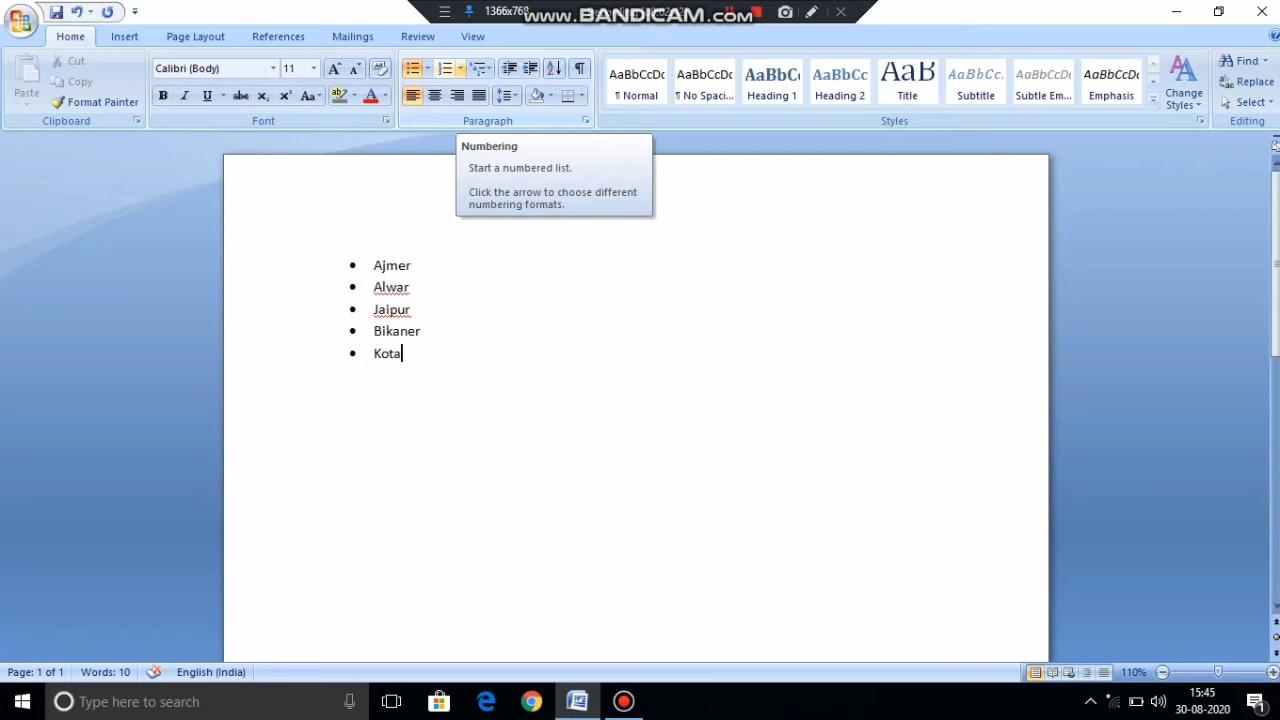 1366x768
www.BANDICAM.com
Home Insert Page Layout References Mailings Review View
Paste
Cut
Copy
Format Painter
Clipboard
Calibri (Body) 11
Font
Paragraph
AaBbCcDc AaBbCcDc AaBbC AaBbCc AaB AaBbCc. AaBbCcDc AaBbCcDc
¶ Normal ¶ No Spaci... Heading 1 Heading 2 Title Subtitle Subtle Em... Emphasis
Change Styles
Styles
Find
Replace
Select
Editing
Numbering
Start a numbered list.
Click the arrow to choose different
numbering formats.
• Ajmer
• Alwar
• Jaipur
• Bikaner
• Kota
Page: 1 of 1 Words: 10 English (India) 110%
Type here to search
15:45
30-08-2020